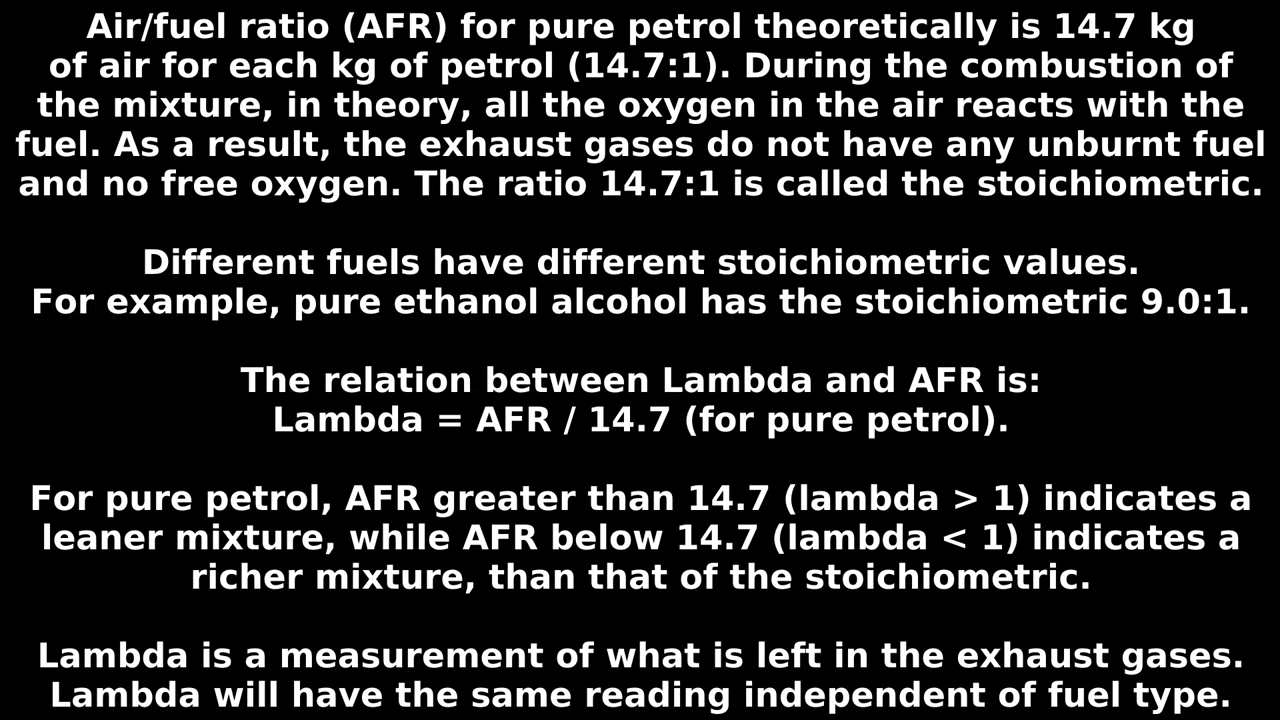 Air/fuel ratio (AFR) for pure petrol theoretically is 14.7 kg
of air for each kg of petrol (14.7:1). During the combustion of
the mixture, in theory, all the oxygen in the air reacts with the
fuel. As a result, the exhaust gases do not have any unburnt fuel
and no free oxygen. The ratio 14.7:1 is called the stoichiometric.
Different fuels have different stoichiometric values.
For example, pure ethanol alcohol has the stoichiometric 9.0:1.
The relation between Lambda and AFR is:
Lambda = AFR / 14.7 (for pure petrol).
For pure petrol, AFR greater than 14.7 (lambda > 1) indicates a
leaner mixture, while AFR below 14.7 (lambda < 1) indicates a
richer mixture, than that of the stoichiometric.
Lambda is a measurement of what is left in the exhaust gases.
Lambda will have the same reading independent of fuel type.